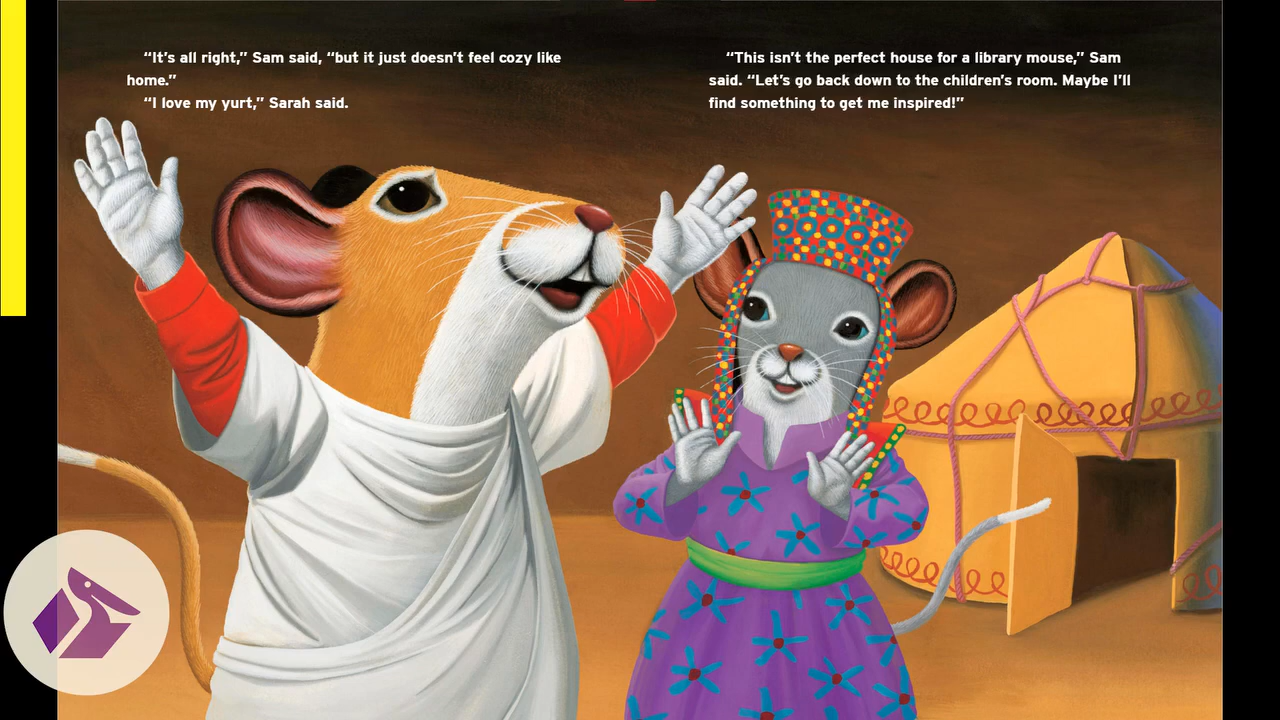 “It’s all right,” Sam said, “but it just doesn’t feel cozy like
home.”
“I love my yurt,” Sarah said.
“This isn’t the perfect house for a library mouse,” Sam
said. “Let’s go back down to the children’s room. Maybe I’ll
find something to get me inspired!”